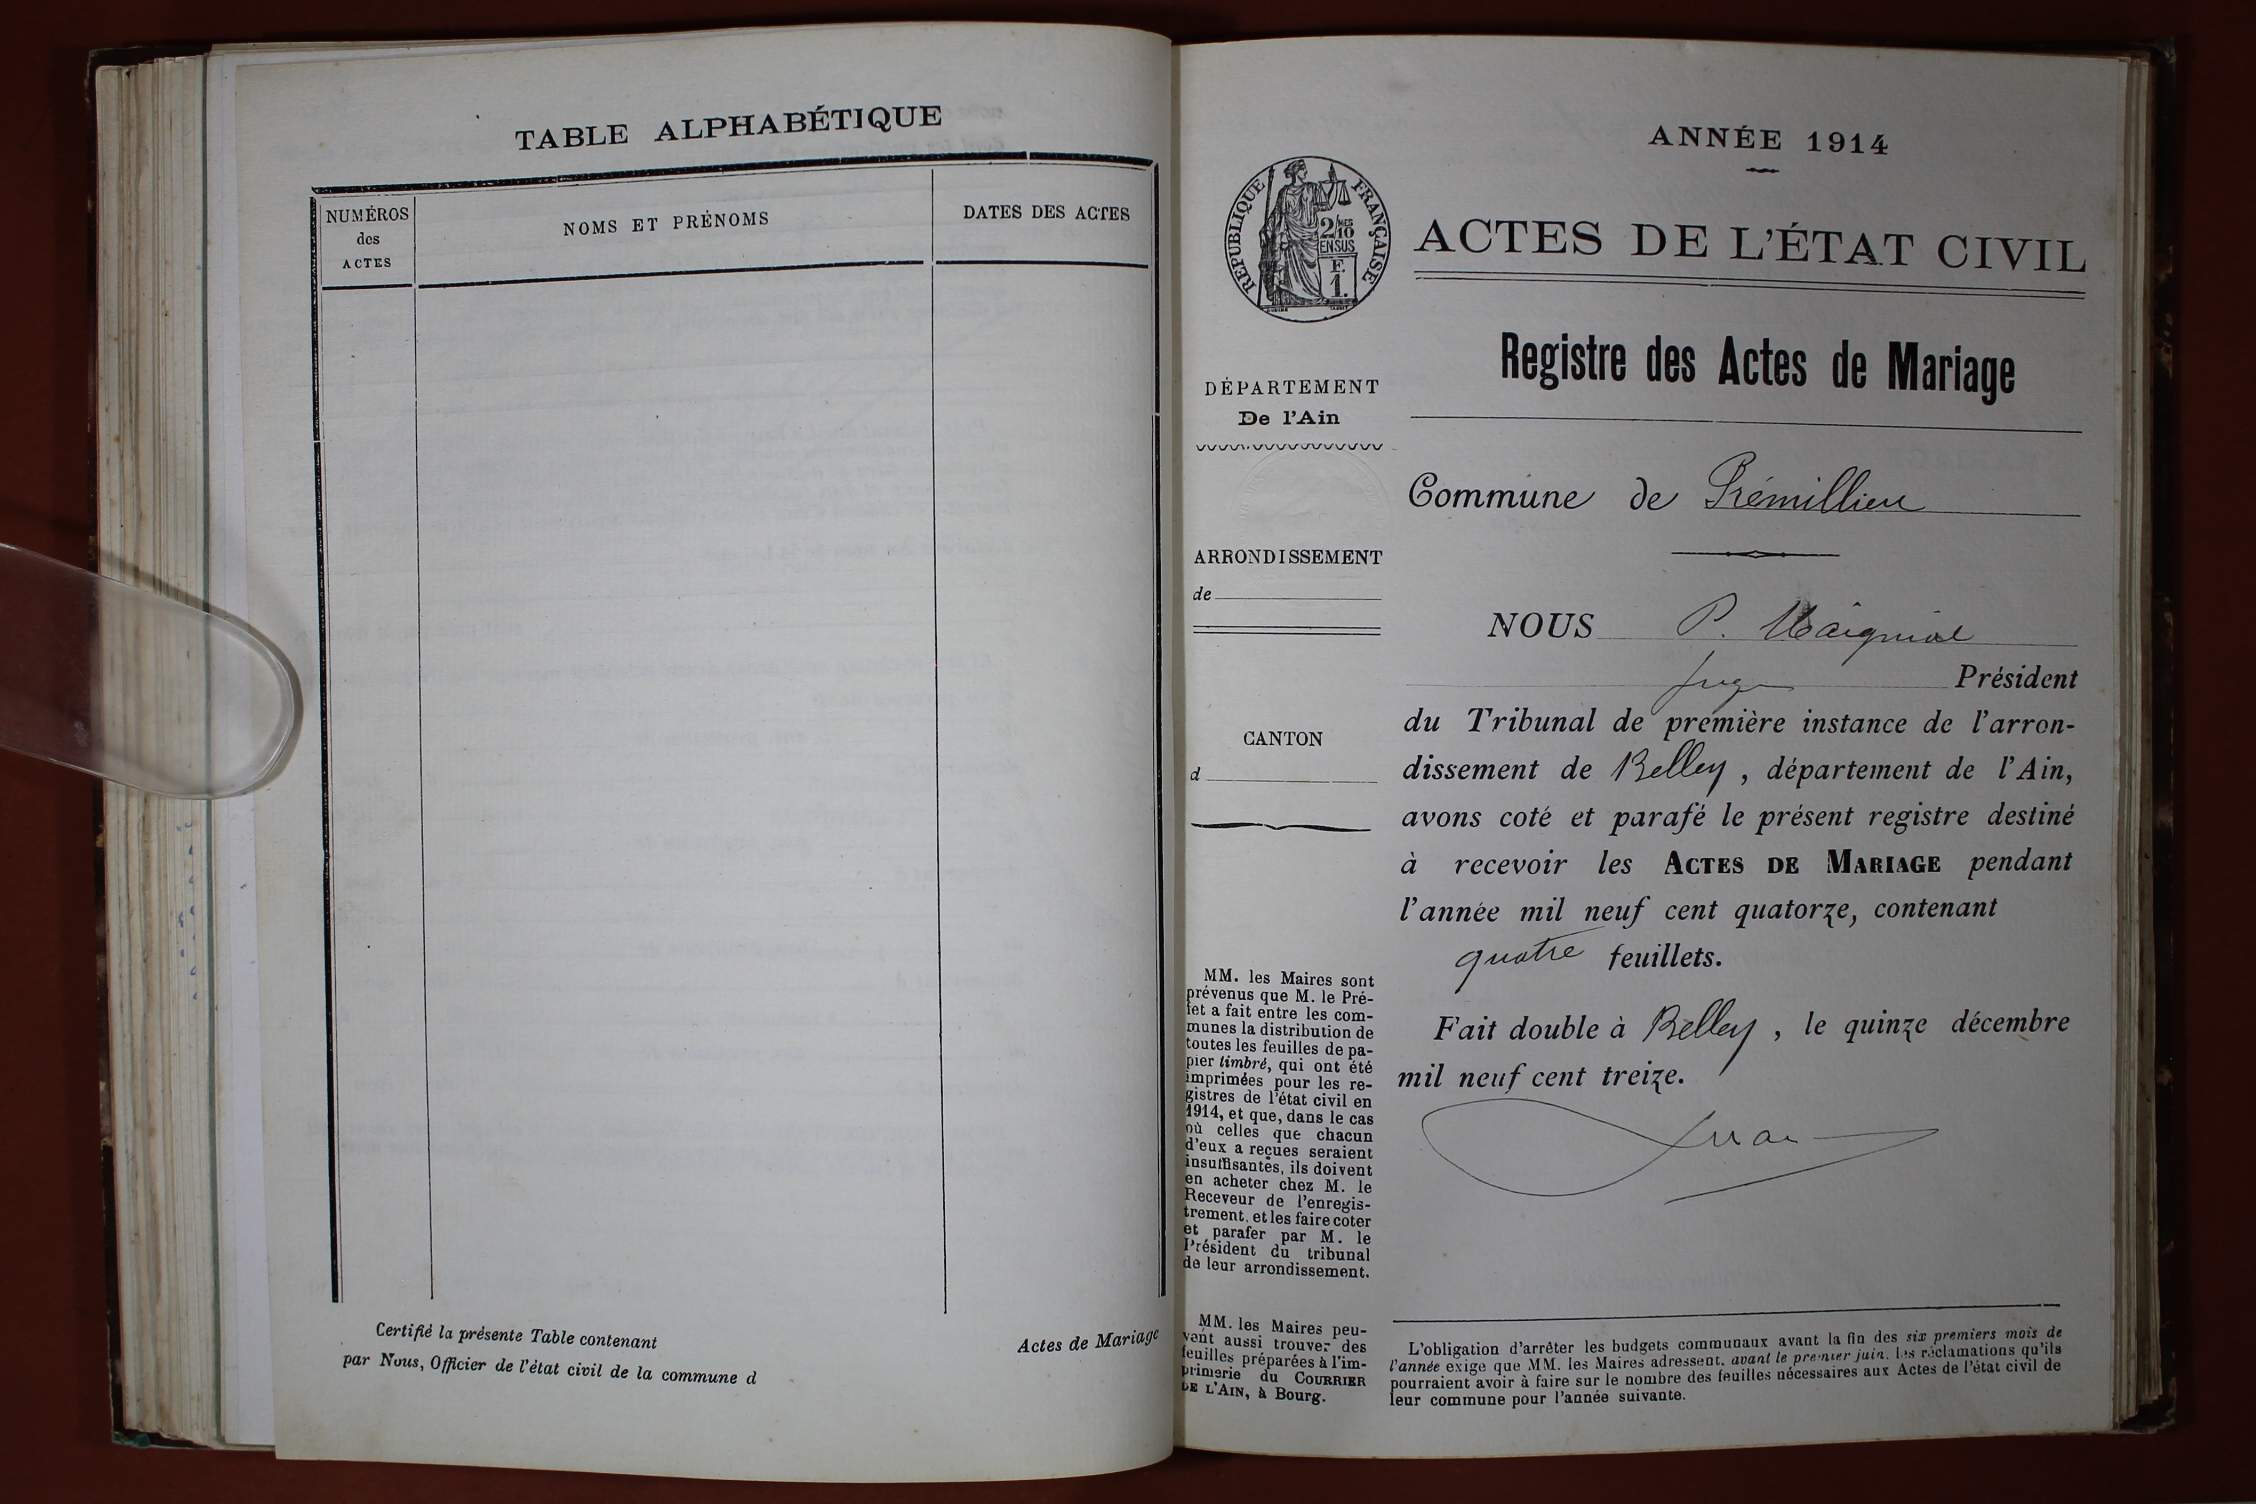 TABLE ALPHABÉTIQUE
NUMÉROS
des
ACTES
NOMS ET PRÉNOMS
DATES DES ACTES
Certifié la présente Table contenant Actes de Mariage
par Nous, Officier de l'état civil de la commune d
ANNÉE 1914
RÉPUBLIQUE FRANÇAISE
2/10
EN SUS
F.
1.
ACTES DE L'ÉTAT CIVIL
Registre des Actes de Mariage
DÉPARTEMENT
De l'Ain
ARRONDISSEMENT
de
CANTON
d
MM. les Maires sont
prévenus que M. le Pré-
fet a fait entre les com-
munes la distribution de
toutes les feuilles de pa-
pier timbré, qui ont été
imprimées pour les re-
gistres de l'état civil en
1914, et que, dans le cas
où celles que chacun
d'eux a reçues seraient
insuffisantes, ils doivent
en acheter chez M. le
Receveur de l'enregis-
trement, et les faire coter
et parafer par M. le
Président du tribunal
de leur arrondissement.
MM. les Maires peu-
vent aussi trouver des
feuilles préparées à l'im-
primerie du COURRIER
DE L'AIN, à Bourg.
Commune de Prémillieu
NOUS P.
juge Président
du Tribunal de première instance de l'arron-
dissement de Belley, département de l'Ain,
avons coté et parafé le présent registre destiné
à recevoir les ACTES DE MARIAGE pendant
l'année mil neuf cent quatorze, contenant
quatre feuillets.
Fait double à Belley, le quinze décembre
mil neuf cent treize.
L'obligation d'arrêter les budgets communaux avant la fin des six premiers mois de
l'année exige que MM. les Maires adressent, avant le premier juin, les réclamations qu'ils
pourraient avoir à faire sur le nombre des feuilles nécessaires aux Actes de l'état civil de
leur commune pour l'année suivante.